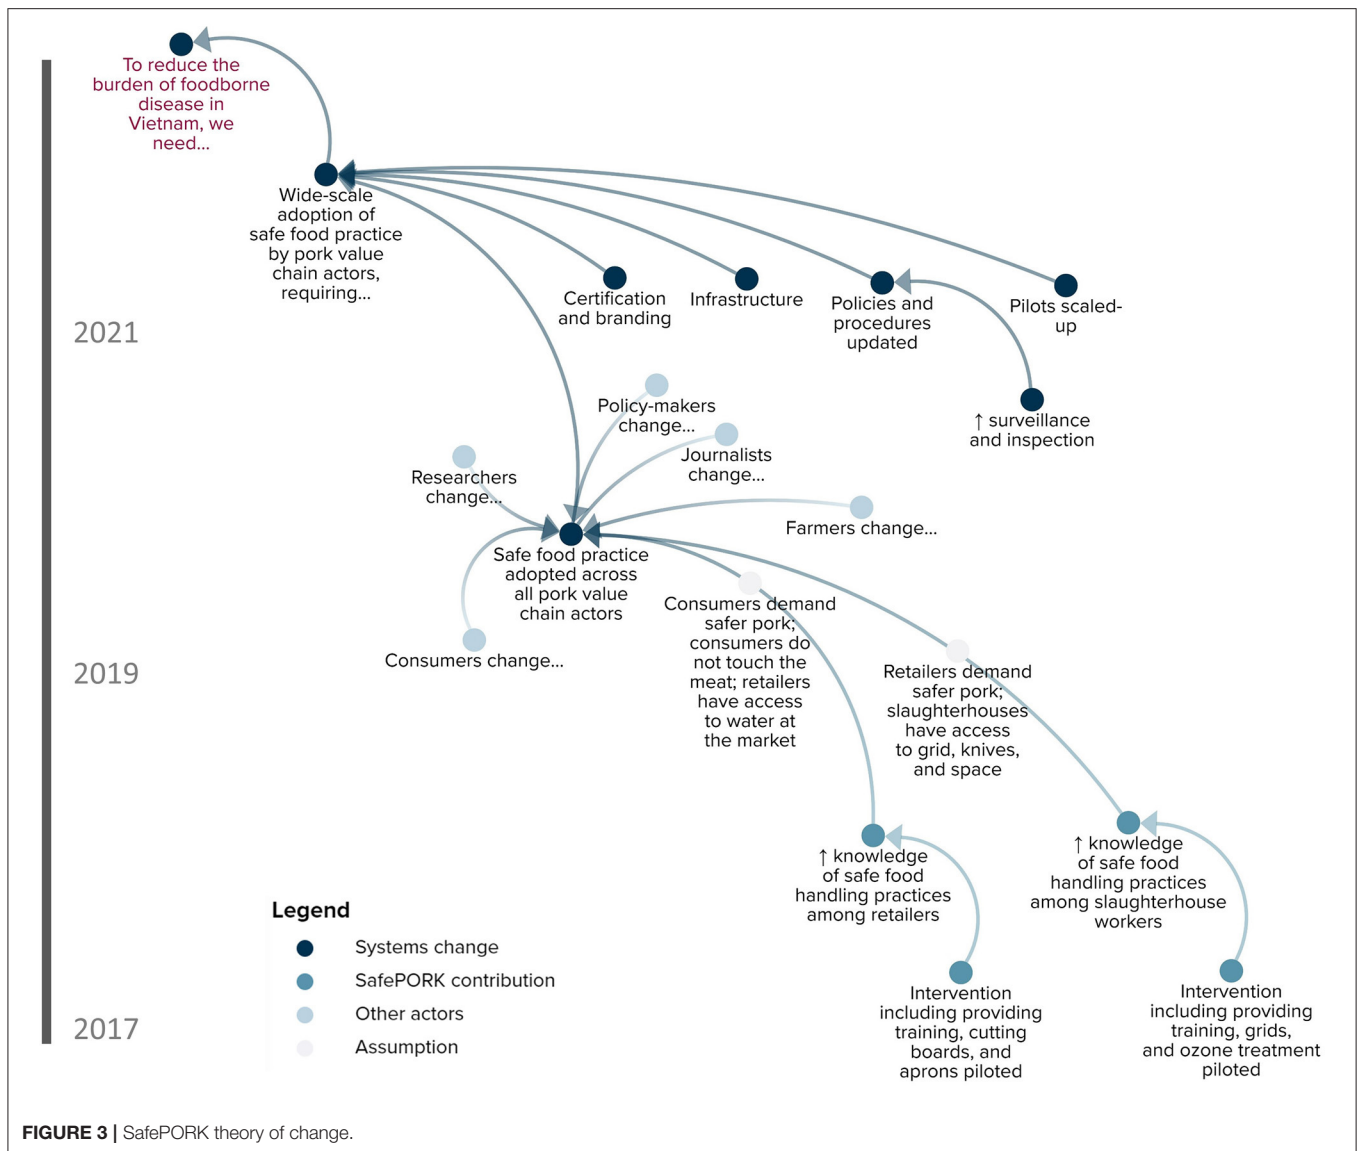 To reduce the
burden of foodborne
disease in
Vietnam, we
need...
Wide-scale
adoption of
safe food practice
by pork value
chain actors,
requiring...
Certification
and branding
Infrastructure
Policies and
procedures
updated
Pilots scaled-
up
2021
↑ surveillance
and inspection
Policy-makers
change...
Journalists
change...
Researchers
change...
Farmers change...
Safe food practice
adopted across
all pork value
chain actors
Consumers change...
2019
Consumers demand
safer pork;
consumers do
not touch the
meat; retailers
have access
to water at
the market
Retailers demand
safer pork;
slaughterhouses
have access
to grid, knives,
and space
↑ knowledge
of safe food
handling practices
among retailers
↑ knowledge
of safe food
handling practices
among slaughterhouse
workers
Intervention
including providing
training, cutting
boards, and
aprons piloted
Intervention
including providing
training, grids,
and ozone treatment
piloted
2017
Legend
Systems change
SafePORK contribution
Other actors
Assumption
FIGURE 3 | SafePORK theory of change.